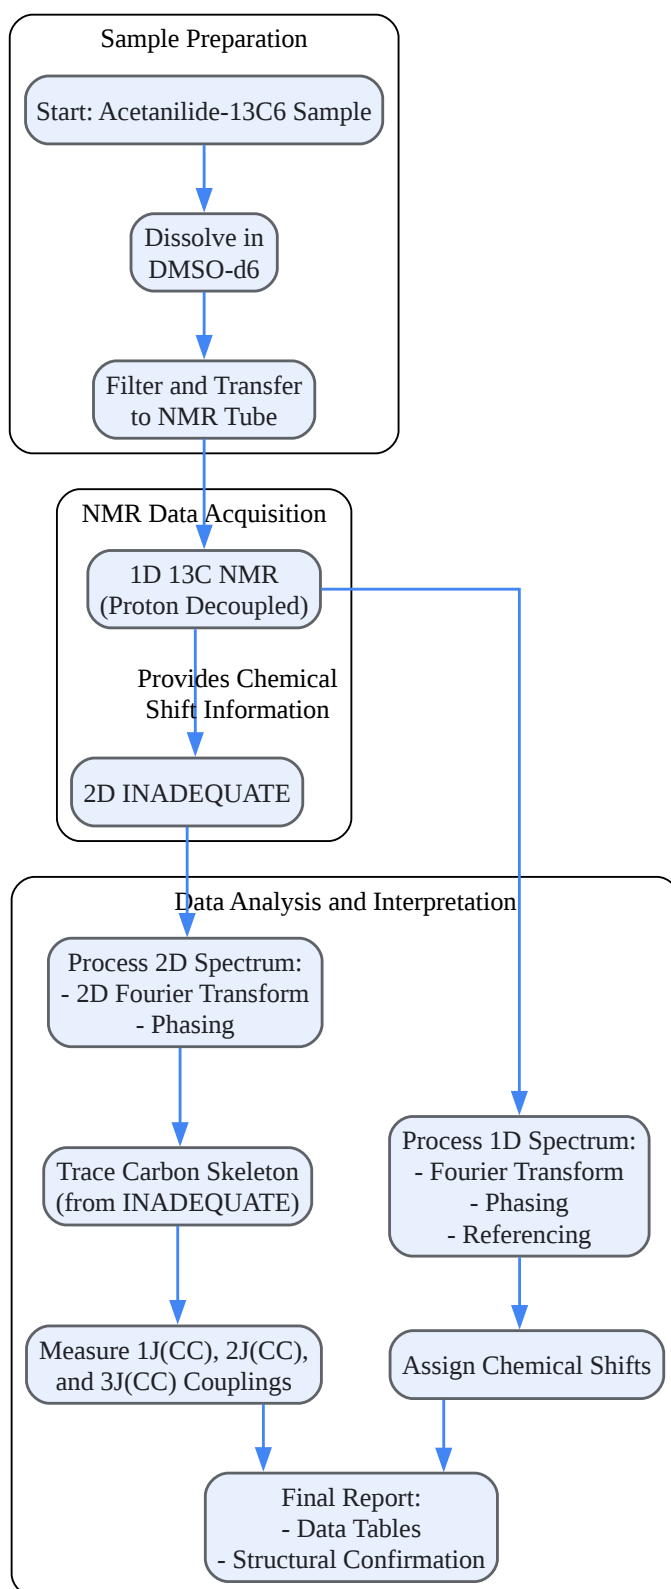 Sample Preparation
Start: Acetanilide-13C6 Sample
Dissolve in
DMSO-d6
Filter and Transfer
to NMR Tube
NMR Data Acquisition
1D 13C NMR
(Proton Decoupled)
Provides Chemical
Shift Information
2D INADEQUATE
Data Analysis and Interpretation
Process 2D Spectrum:
- 2D Fourier Transform
- Phasing
Process 1D Spectrum:
- Fourier Transform
- Phasing
- Referencing
Trace Carbon Skeleton
(from INADEQUATE)
Measure 1J(CC), 2J(CC),
and 3J(CC) Couplings
Assign Chemical Shifts
Final Report:
- Data Tables
- Structural Confirmation